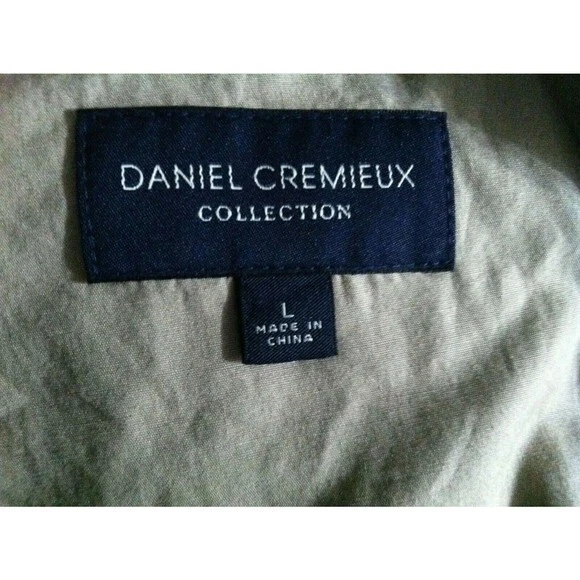 DANIEL CREMIEUX
COLLECTION
L
MADE IN
CHINA